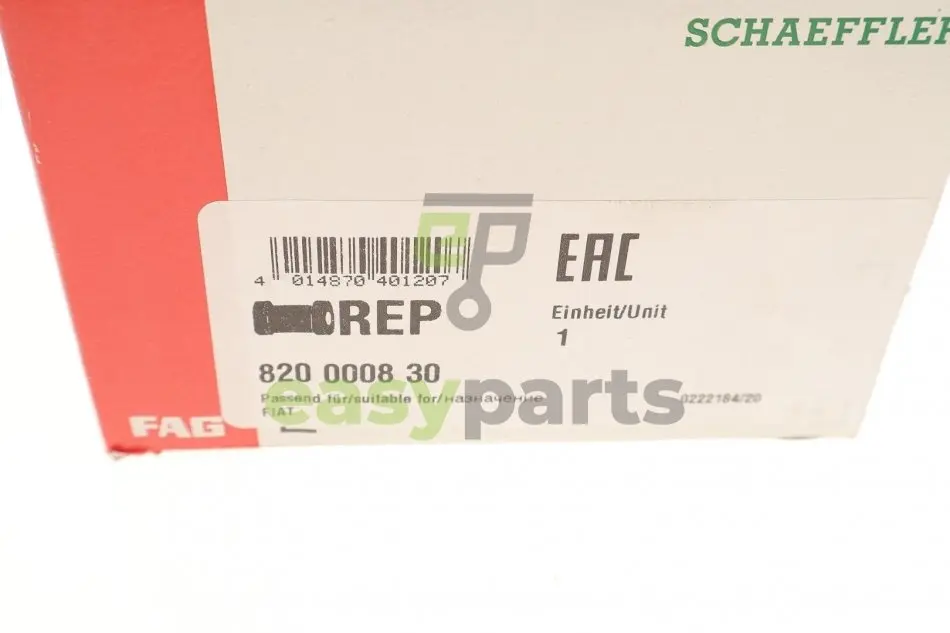 SCHAEFFLER
EAC
4 014870 401207
REP
Einheit/Unit
1
820 0008 30
easyparts
Passend für/suitable for/назначение
0222184/20
FIAT
FAG